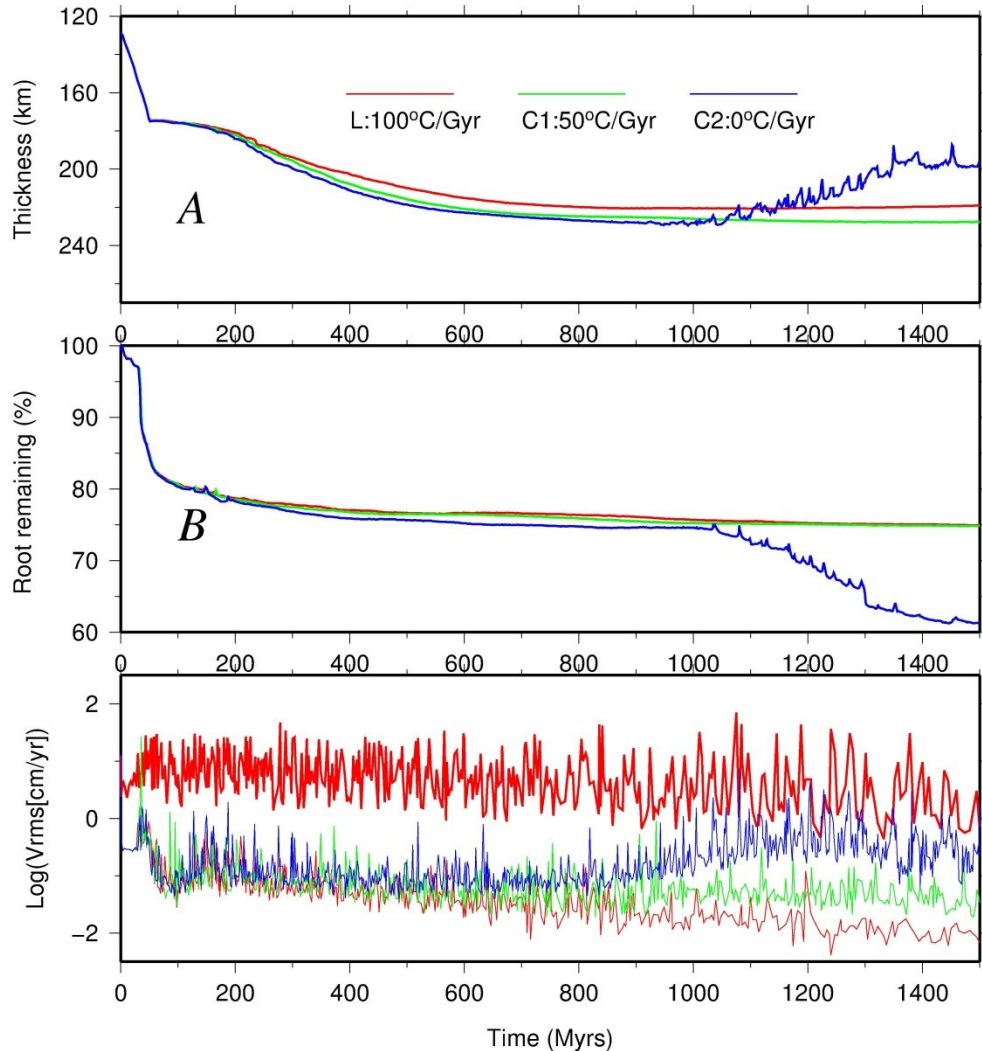 120
160
200
240
Thickness (km)
L:100°C/Gyr C1:50°C/Gyr C2:0°C/Gyr
A
0 200 400 600 800 1000 1200 1400
100
90
80
70
60
Root remaining (%)
B
0 200 400 600 800 1000 1200 1400
2
0
−2
Log(Vrms[cm/yr])
0 200 400 600 800 1000 1200 1400
Time (Myrs)